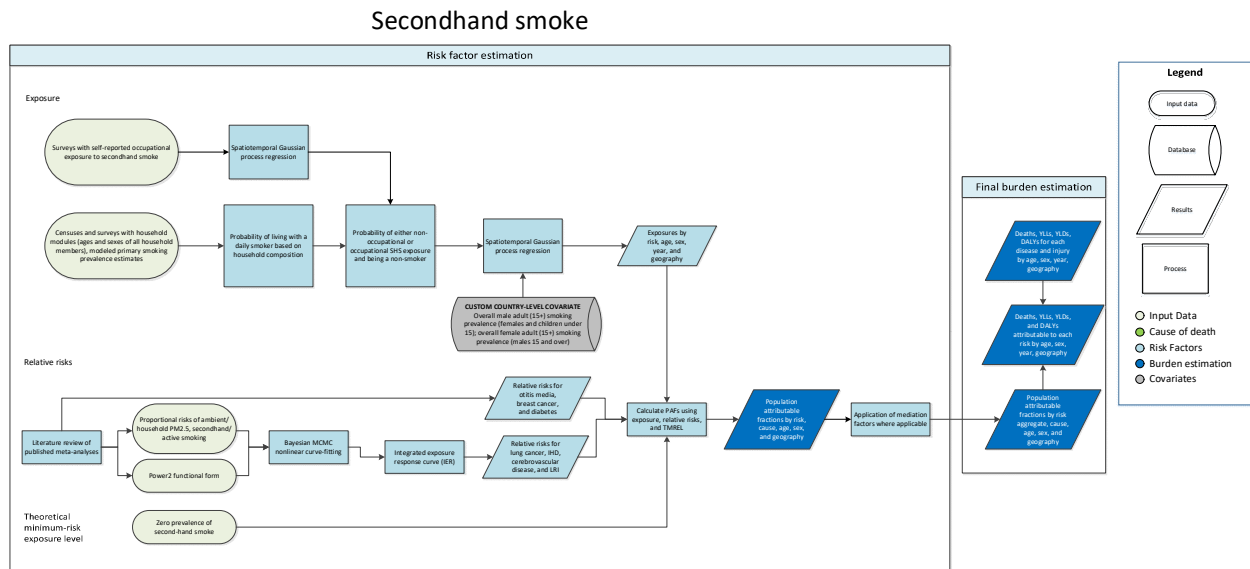 Secondhand smoke
Risk factor estimation
Exposure
Surveys with self-reported occupational
exposure to secondhand smoke
Spatiotemporal Gaussian
process regression
Censuses and surveys with household
modules (ages and sexes of all household
members), modeled primary smoking
prevalence estimates
Probability of living with a
daily smoker based on
household composition
Probability of either non-
occupational or
occupational SHS exposure
and being a non-smoker
Spatiotemporal Gaussian
process regression
Exposures by
risk, age, sex,
year, and
geography
CUSTOM COUNTRY-LEVEL COVARIATE
Overall male adult (15+) smoking
prevalence (females and children under
15); overall female adult (15+) smoking
prevalence (males 15 and over)
Relative risks
Literature review of
published meta-analyses
Proportional risks of ambient/
household PM2.5, secondhand/
active smoking
Power2 functional form
Bayesian MCMC
nonlinear curve-fitting
Integrated exposure
response curve (IER)
Relative risks for
otitis media,
breast cancer, and
diabetes
Relative risks for
lung cancer, IHD,
cerebrovascular
disease, and LRI
Calculate PAFs using
exposure, relative risks,
and TMREL
Population
attributable
fractions by risk,
cause, age, sex,
and geography
Application of mediation
factors where applicable
Theoretical
minimum-risk
exposure level
Zero prevalence of
second-hand smoke
Final burden estimation
Deaths, YLLs, YLDs,
DALYs for each
disease and injury
by age, sex, year,
geography
Deaths, YLLs, YLDs,
and DALYs
attributable to each
risk by age, sex,
year, geography
Population
attributable
fractions by risk
aggregate, cause,
age, sex, and
geography
Legend
Input data
Database
Results
Process
Input Data
Cause of death
Risk Factors
Burden estimation
Covariates